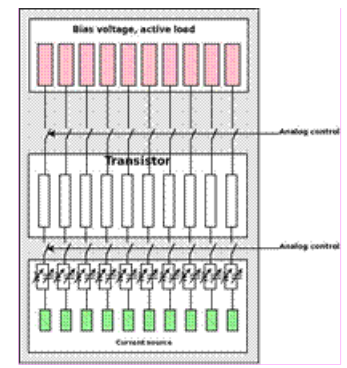 Bias voltage, active load
Analog control
Transistor
Analog control
Current source